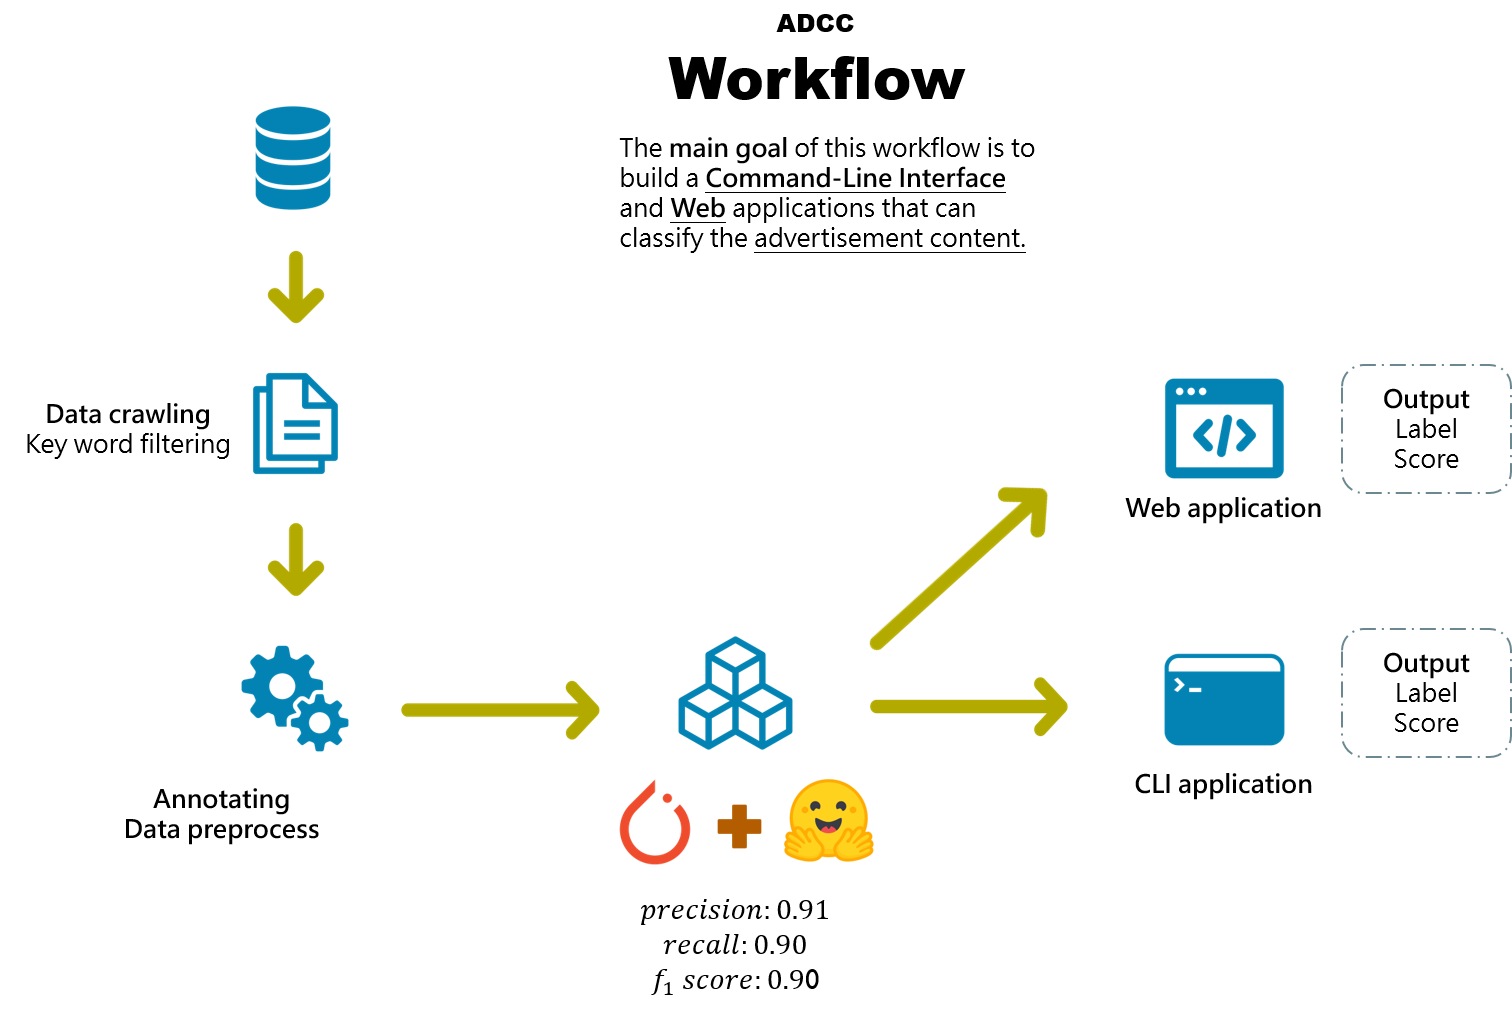 ADCC
Workflow
The main goal of this workflow is to
build a Command-Line Interface
and Web applications that can
classify the advertisement content.
Data crawling
Key word filtering
Annotating
Data preprocess
precision: 0.91
recall: 0.90
f₁ score: 0.90
</>
Web application
Output
Label
Score
>_
CLI application
Output
Label
Score